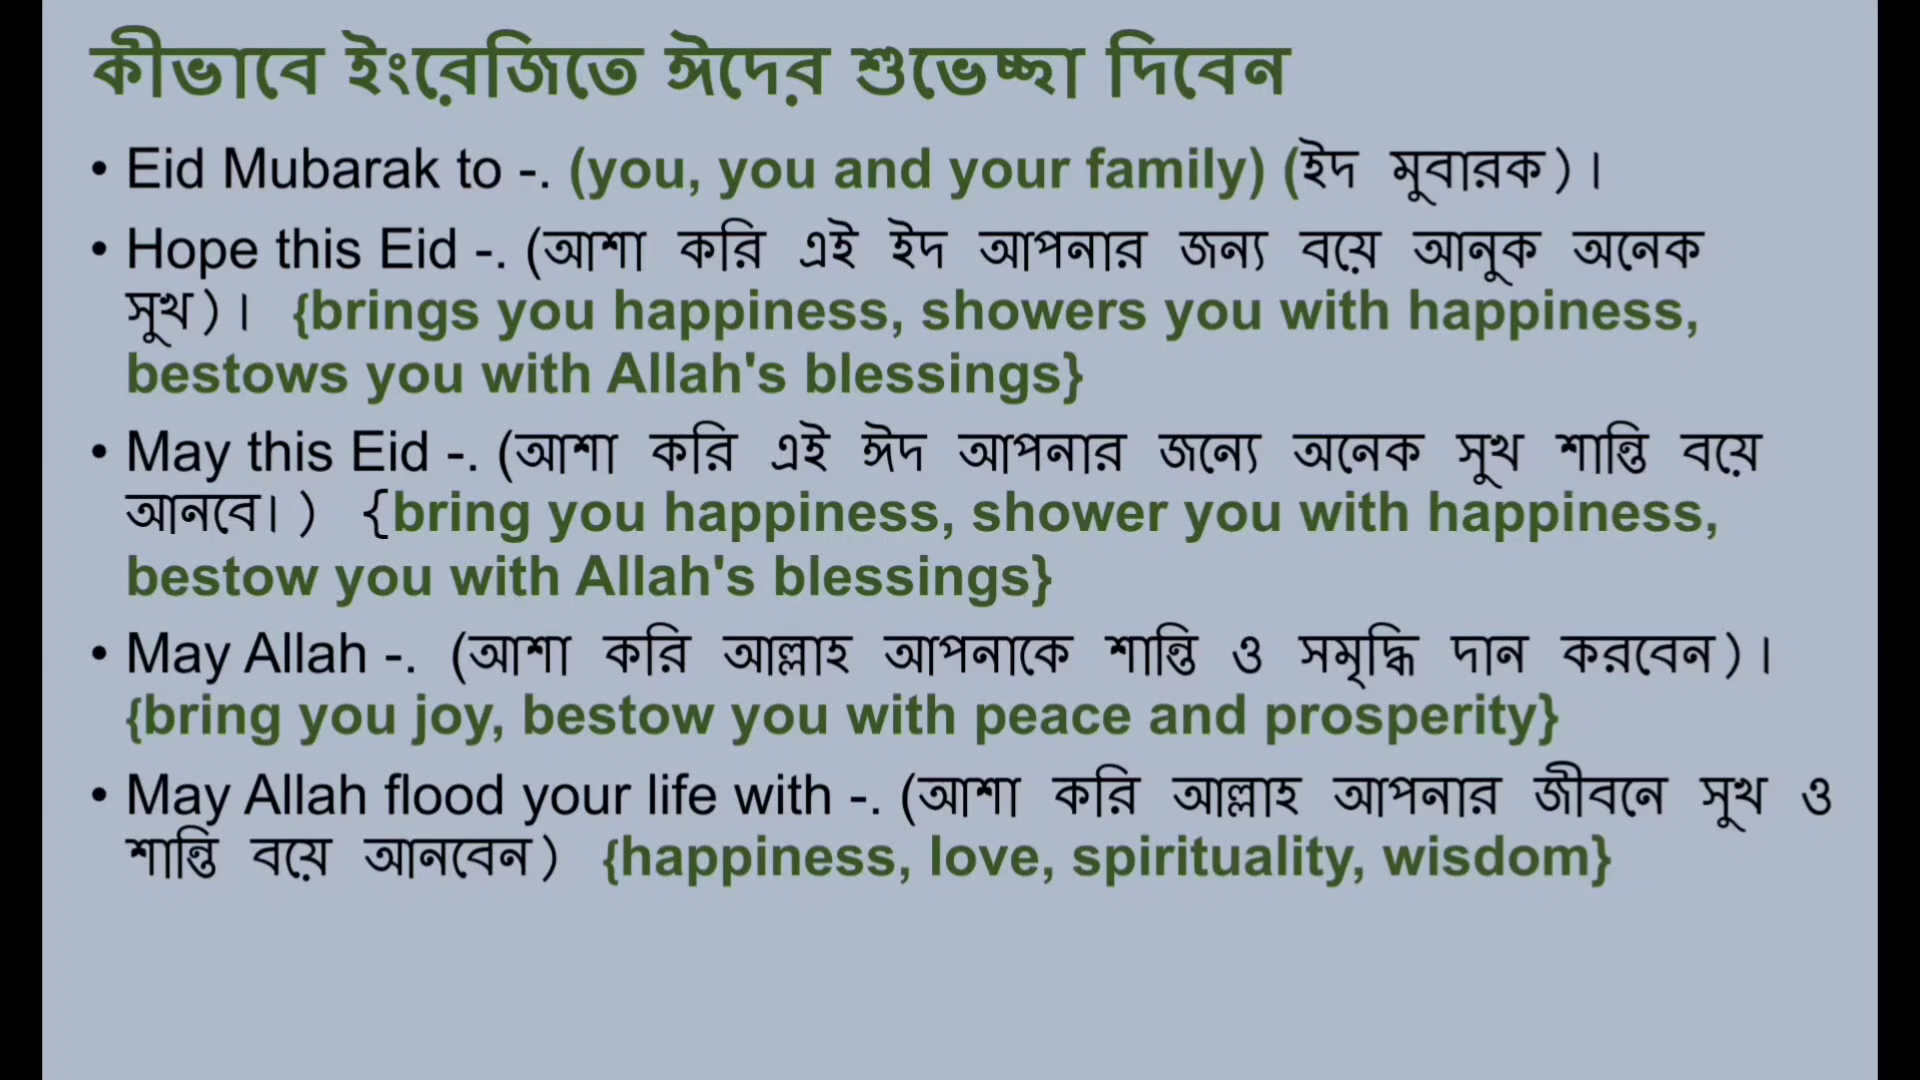 কীভাবে ইংরেজিতে ঈদের শুভেচ্ছা দিবেন
• Eid Mubarak to -. (you, you and your family) (ইদ মুবারক)।
• Hope this Eid -. (আশা করি এই ইদ আপনার জন্য বয়ে আনুক অনেক
সুখ)। {brings you happiness, showers you with happiness,
bestows you with Allah's blessings}
• May this Eid -. (আশা করি এই ঈদ আপনার জন্যে অনেক সুখ শান্তি বয়ে
আনবে।) {bring you happiness, shower you with happiness,
bestow you with Allah's blessings}
• May Allah -. (আশা করি আল্লাহ আপনাকে শান্তি ও সমৃদ্ধি দান করবেন)।
{bring you joy, bestow you with peace and prosperity}
• May Allah flood your life with -. (আশা করি আল্লাহ আপনার জীবনে সুখ ও
শান্তি বয়ে আনবেন) {happiness, love, spirituality, wisdom}